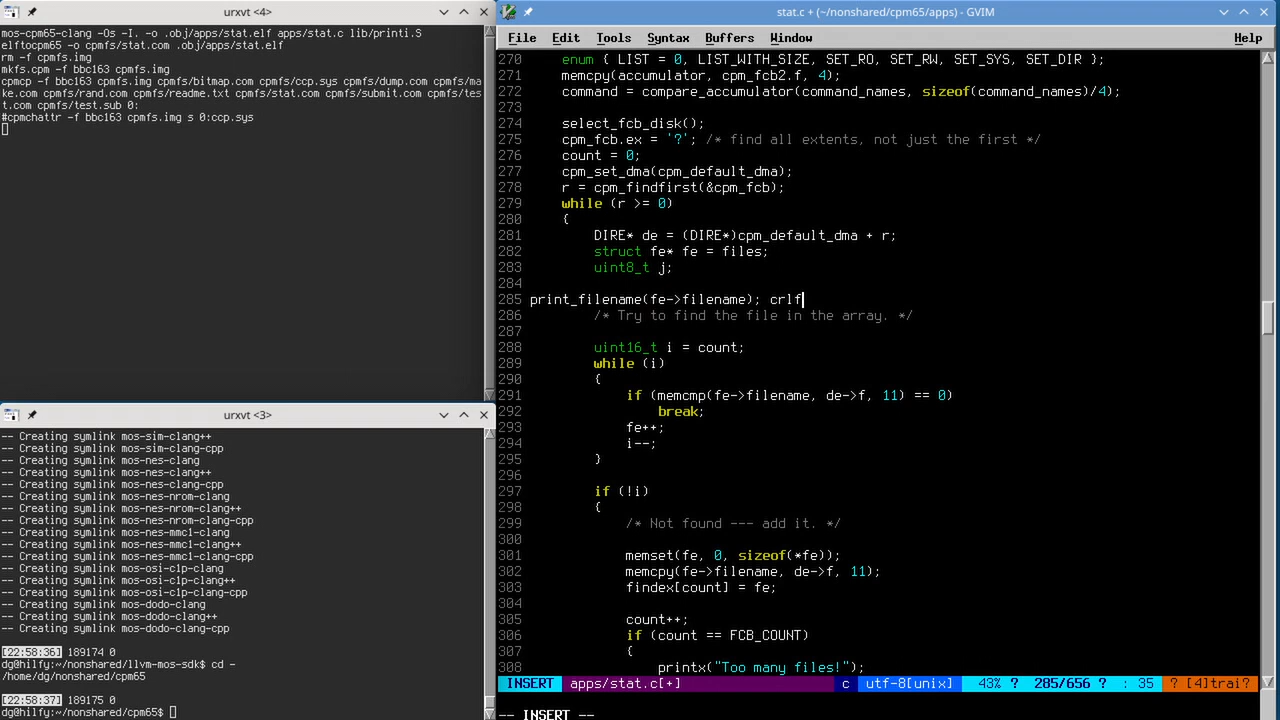 urxvt <4>
mos-cpm65-clang -Os -I. -o .obj/apps/stat.elf apps/stat.c lib/printi.S
elftocpm65 -o cpmfs/stat.com .obj/apps/stat.elf
rm -f cpmfs.img
mkfs.cpm -f bbc163 cpmfs.img
cpmcp -f bbc163 cpmfs.img cpmfs/bitmap.com cpmfs/ccp.sys cpmfs/dump.com cpmfs/ma
ke.com cpmfs/rand.com cpmfs/readme.txt cpmfs/stat.com cpmfs/submit.com cpmfs/tes
t.com cpmfs/test.sub 0:
#cpmchattr -f bbc163 cpmfs.img s 0:ccp.sys
urxvt <3>
-- Creating symlink mos-sim-clang++
-- Creating symlink mos-sim-clang-cpp
-- Creating symlink mos-nes-clang
-- Creating symlink mos-nes-clang++
-- Creating symlink mos-nes-clang-cpp
-- Creating symlink mos-nes-nrom-clang
-- Creating symlink mos-nes-nrom-clang++
-- Creating symlink mos-nes-nrom-clang-cpp
-- Creating symlink mos-nes-mmc1-clang
-- Creating symlink mos-nes-mmc1-clang++
-- Creating symlink mos-nes-mmc1-clang-cpp
-- Creating symlink mos-osi-c1p-clang
-- Creating symlink mos-osi-c1p-clang++
-- Creating symlink mos-osi-c1p-clang-cpp
-- Creating symlink mos-dodo-clang
-- Creating symlink mos-dodo-clang++
-- Creating symlink mos-dodo-clang-cpp
[22:58:36] 189174 0
dg@hilfy:~/nonshared/llvm-mos-sdk$ cd -
/home/dg/nonshared/cpm65
[22:58:37] 189175 0
dg@hilfy:~/nonshared/cpm65$
stat.c + (~/nonshared/cpm65/apps) - GVIM
File Edit Tools Syntax Buffers Window Help
270 enum { LIST = 0, LIST_WITH_SIZE, SET_RO, SET_RW, SET_SYS, SET_DIR };
271 memcpy(accumulator, cpm_fcb2.f, 4);
272 command = compare_accumulator(command_names, sizeof(command_names)/4);
273
274 select_fcb_disk();
275 cpm_fcb.ex = '?'; /* find all extents, not just the first */
276 count = 0;
277 cpm_set_dma(cpm_default_dma);
278 r = cpm_findfirst(&cpm_fcb);
279 while (r >= 0)
280 {
281 DIRE* de = (DIRE*)cpm_default_dma + r;
282 struct fe* fe = files;
283 uint8_t j;
284
285 print_filename(fe->filename); crlf
286 /* Try to find the file in the array. */
287
288 uint16_t i = count;
289 while (i)
290 {
291 if (memcmp(fe->filename, de->f, 11) == 0)
292 break;
293 fe++;
294 i--;
295 }
296
297 if (!i)
298 {
299 /* Not found --- add it. */
300
301 memset(fe, 0, sizeof(*fe));
302 memcpy(fe->filename, de->f, 11);
303 findex[count] = fe;
304
305 count++;
306 if (count == FCB_COUNT)
307 {
308 printx("Too many files!");
INSERT apps/stat.c[+] c utf-8[unix] 43% ? 285/656 ? : 35 ? [4]trai?
-- INSERT --